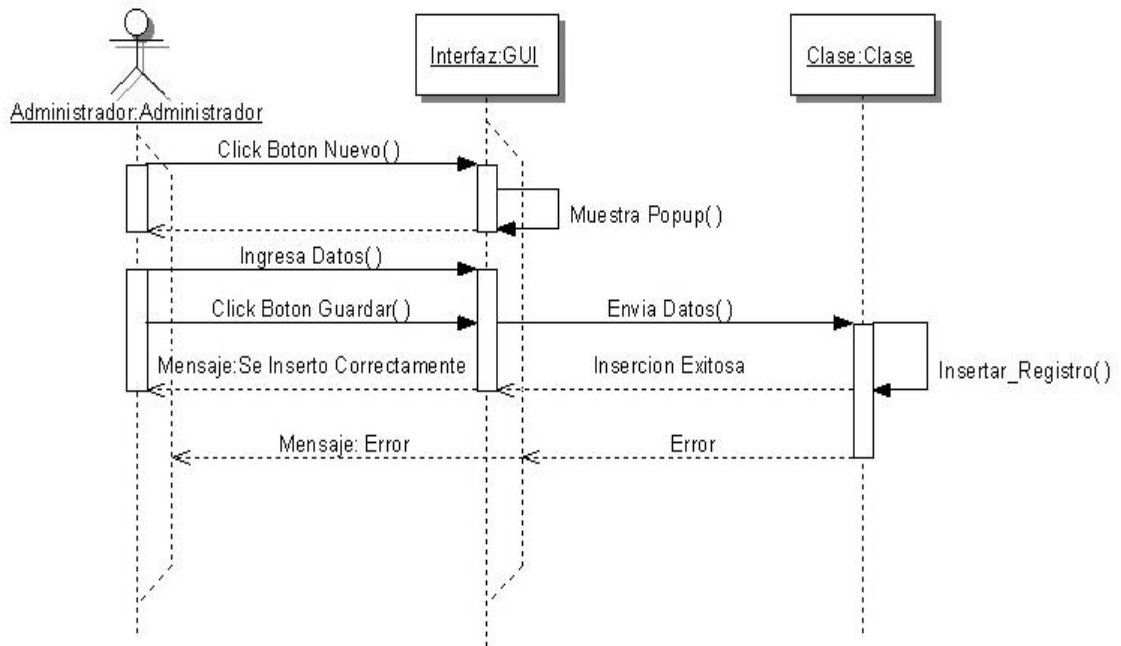 Interfaz:GUI
Clase:Clase
Administrador:Administrador
Click Boton Nuevo()
Muestra Popup()
Ingresa Datos()
Click Boton Guardar()
Envia Datos()
Mensaje:Se Inserto Correctamente
Insercion Exitosa
Insertar_Registro()
Mensaje: Error
Error